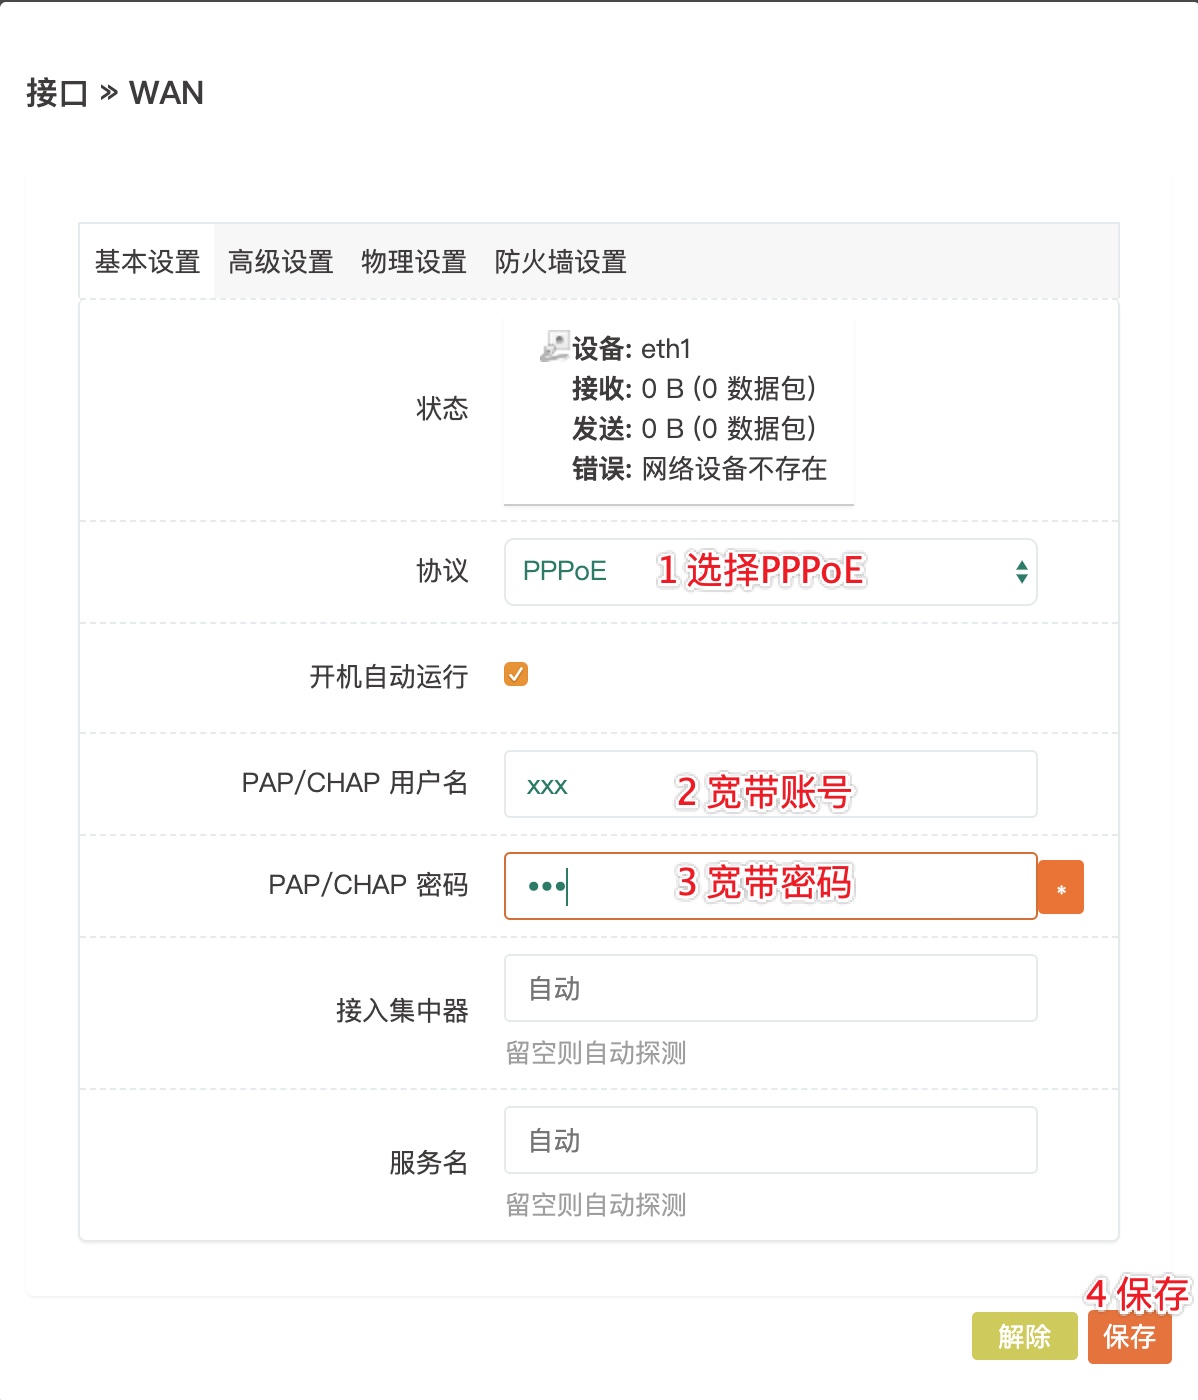 接口 » WAN
基本设置 高级设置 物理设置 防火墙设置
状态
设备: eth1
接收: 0 B (0 数据包)
发送: 0 B (0 数据包)
错误: 网络设备不存在
协议 PPPoE 1 选择PPPoE
开机自动运行
PAP/CHAP 用户名 xxx 2 宽带账号
PAP/CHAP 密码 ••• 3 宽带密码 *
接入集中器 自动
留空则自动探测
服务名 自动
留空则自动探测
4 保存
解除 保存